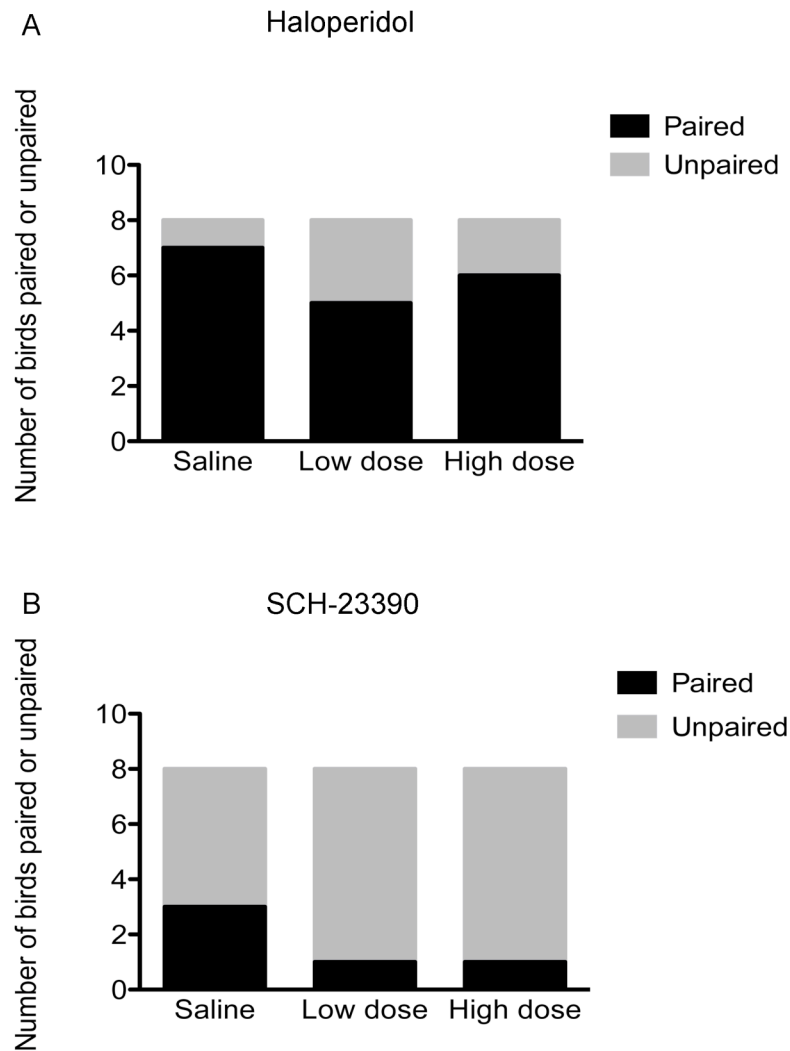 A
Haloperidol
Number of birds paired or unpaired
Paired
Unpaired
10
8
6
4
2
0
Saline Low dose High dose
B
SCH-23390
Number of birds paired or unpaired
Paired
Unpaired
10
8
6
4
2
0
Saline Low dose High dose